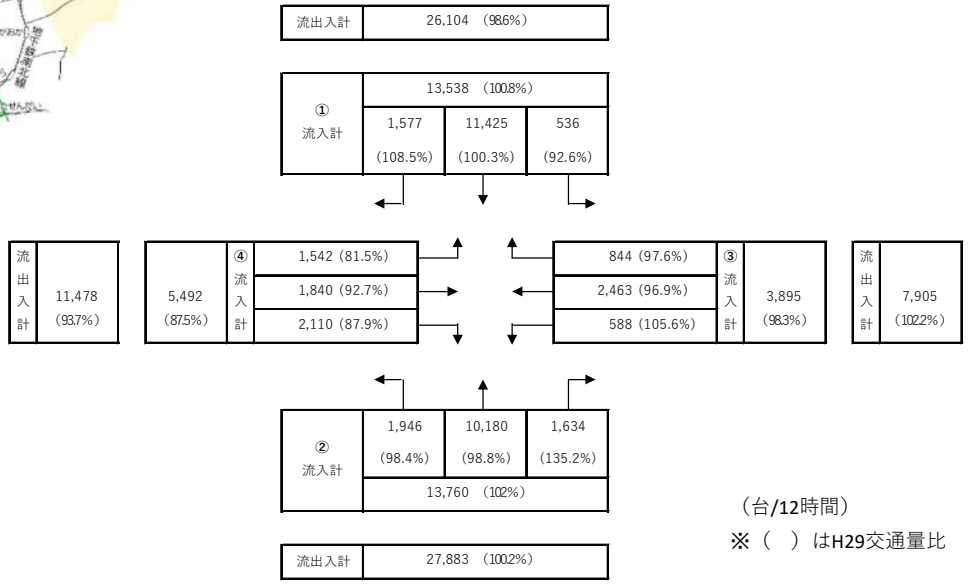 流出入計 26,104 （98.6%）
① 流入計 13,538 （100.8%）
1,577 11,425 536
(108.5%) (100.3%) (92.6%)
流出入計 11,478 （93.7%）
5,492 （87.5%） ④ 流入計
1,542 (81.5%)
1,840 (92.7%)
2,110 (87.9%)
844 (97.6%)
2,463 (96.9%)
588 (105.6%)
③ 流入計 3,895 （98.3%）
流出入計 7,905 （102.2%）
② 流入計
1,946 10,180 1,634
(98.4%) (98.8%) (135.2%)
13,760 （102%）
流出入計 27,883 （100.2%）
（台/12時間）
※（　）はH29交通量比